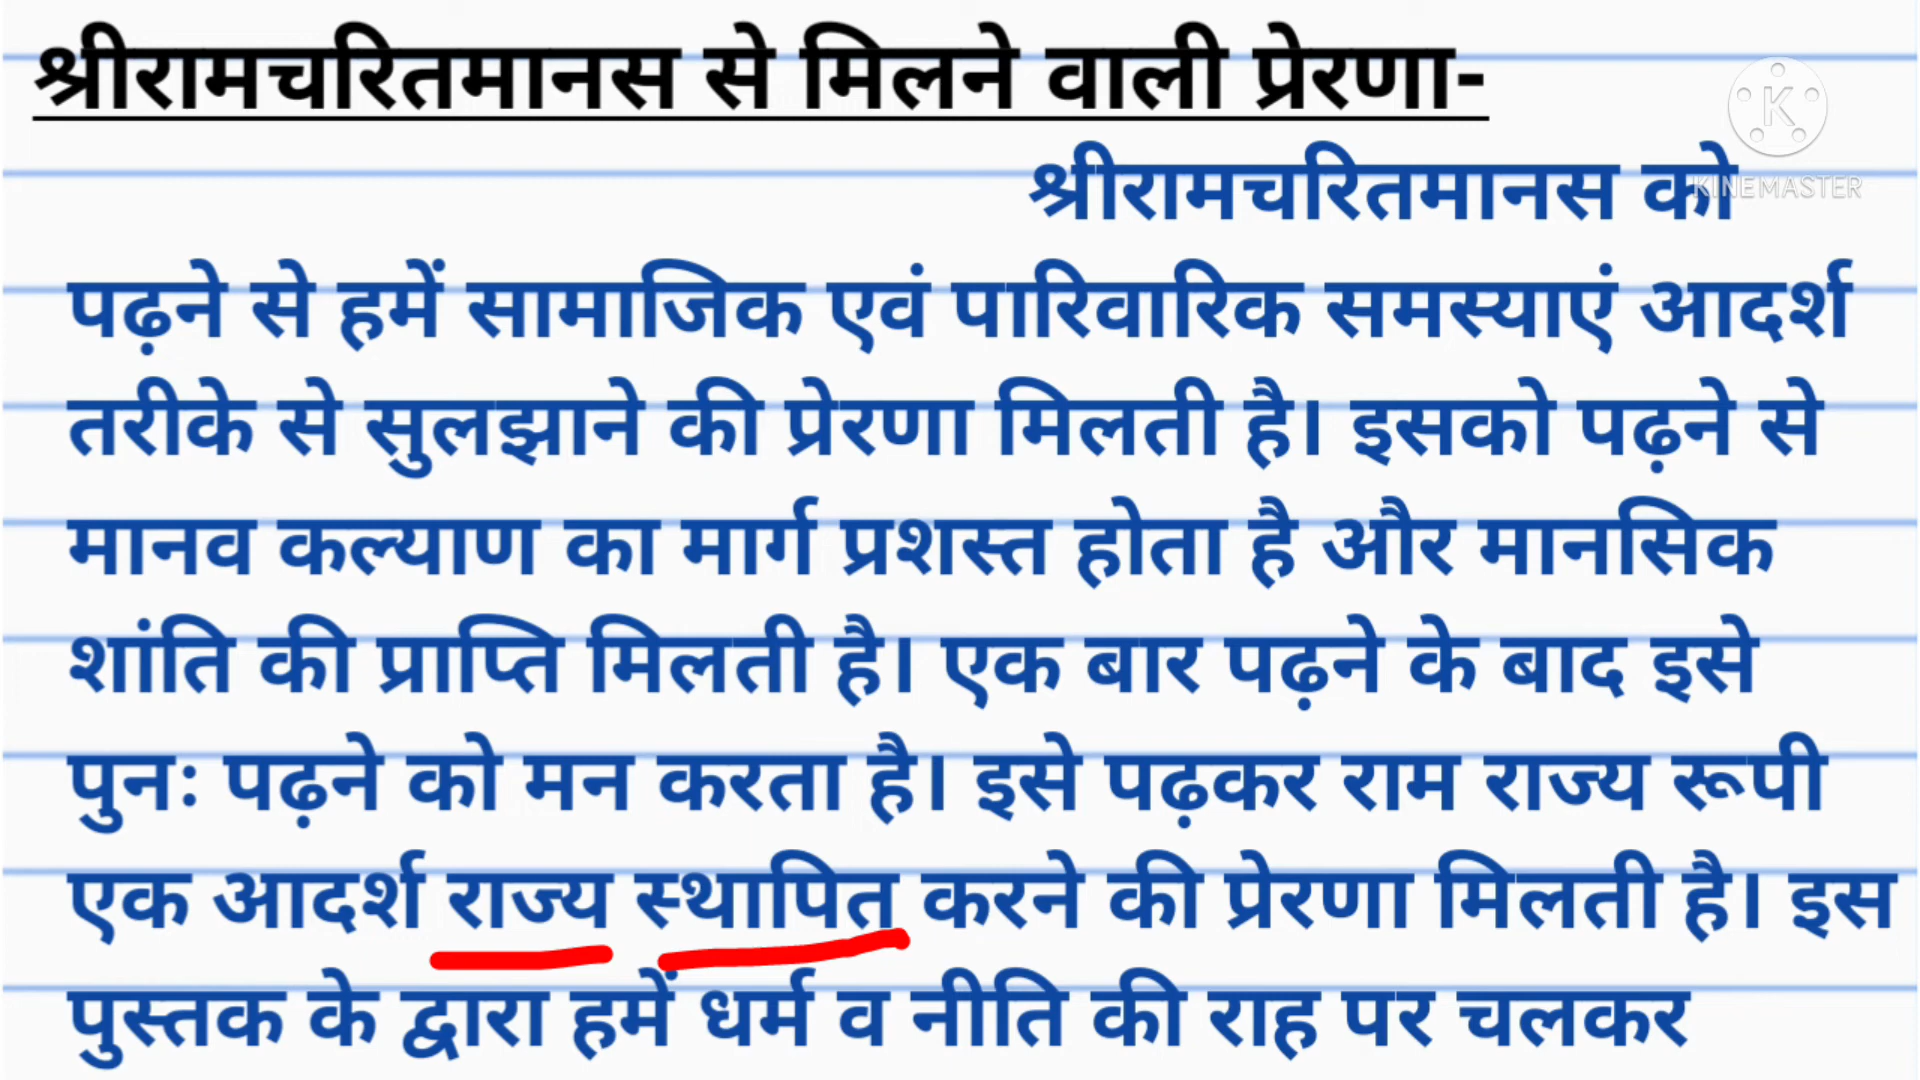 श्रीरामचरितमानस से मिलने वाली प्रेरणा-
श्रीरामचरितमानस को
KINEMASTER
पढ़ने से हमें सामाजिक एवं पारिवारिक समस्याएं आदर्श
तरीके से सुलझाने की प्रेरणा मिलती है। इसको पढ़ने से
मानव कल्याण का मार्ग प्रशस्त होता है और मानसिक
शांति की प्राप्ति मिलती है। एक बार पढ़ने के बाद इसे
पुनः पढ़ने को मन करता है। इसे पढ़कर राम राज्य रूपी
एक आदर्श राज्य स्थापित करने की प्रेरणा मिलती है। इस
पुस्तक के द्वारा हमें धर्म व नीति की राह पर चलकर